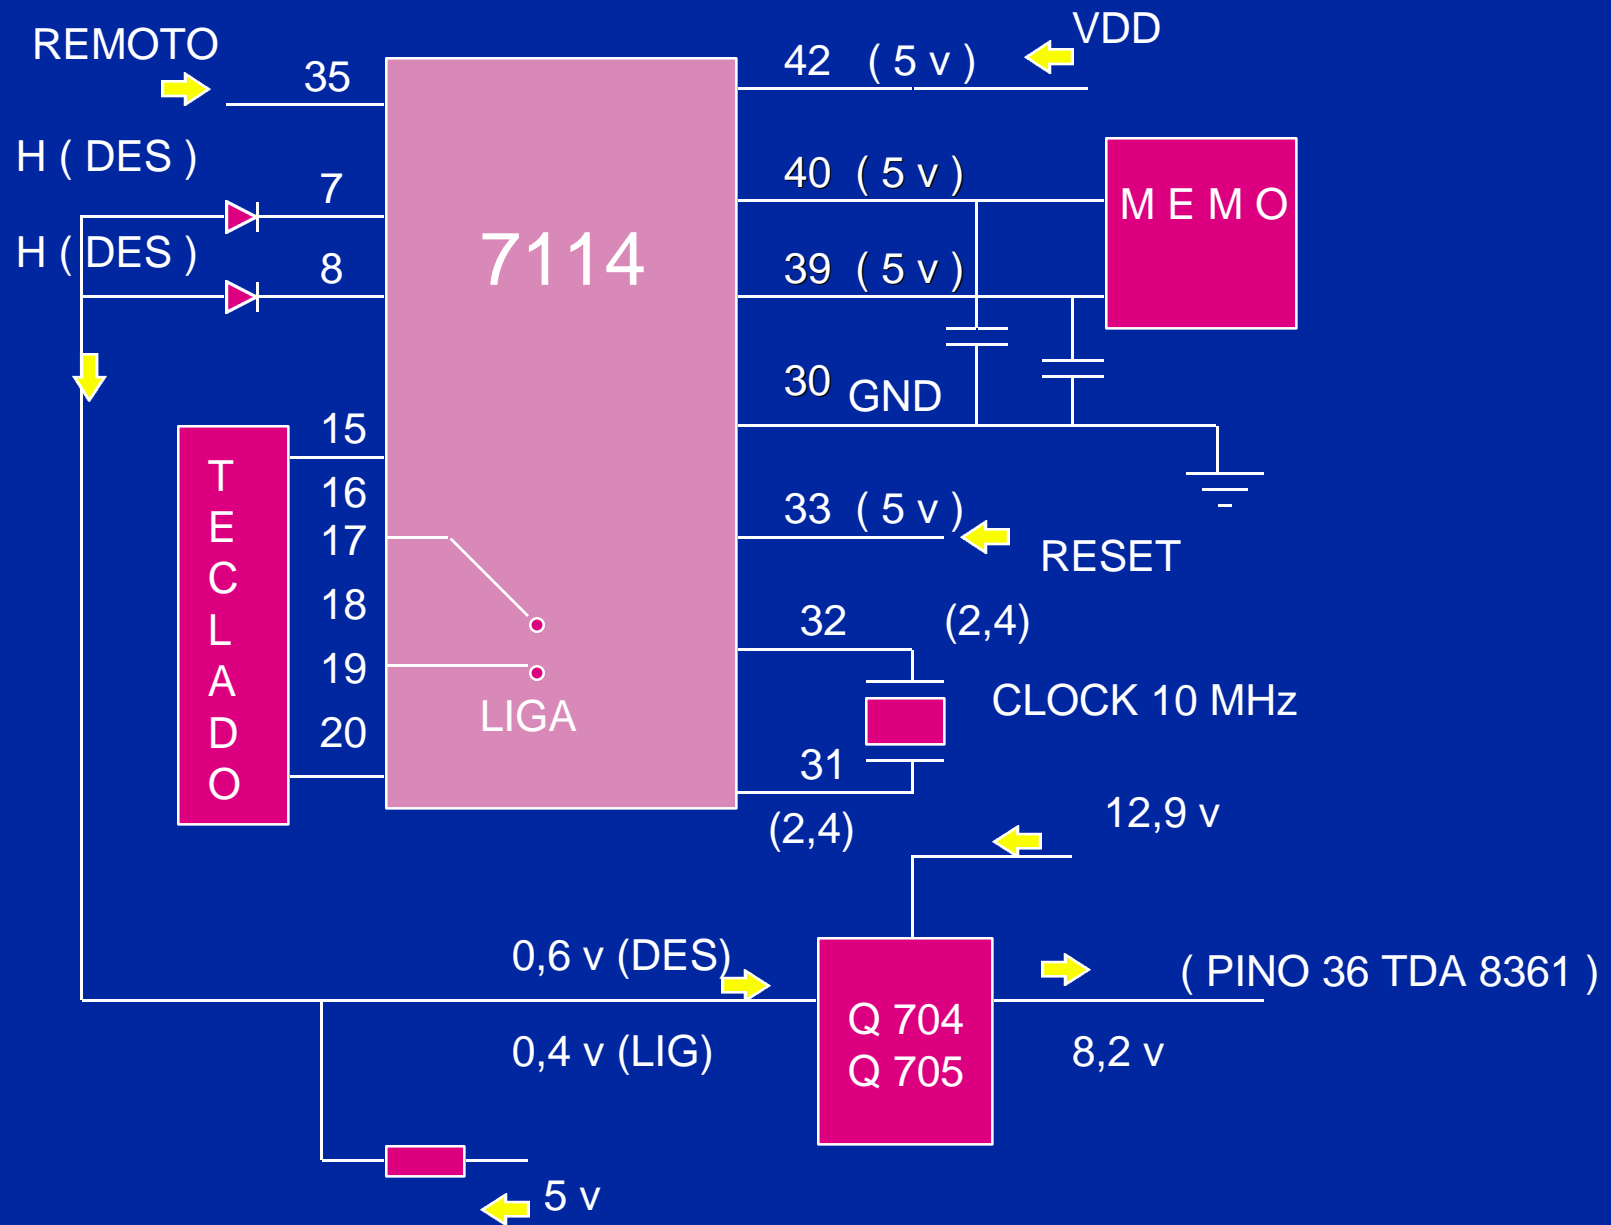 REMOTO
35
H ( DES )
7
H ( DES )
8
7114
42 ( 5 v )
VDD
40 ( 5 v )
M E M O
39 ( 5 v )
30 GND
33 ( 5 v )
RESET
32 (2,4)
CLOCK 10 MHz
31
(2,4)
T
E
C
L
A
D
O
15
16
17
18
19
20
LIGA
12,9 v
0,6 v (DES)
0,4 v (LIG)
Q 704
Q 705
( PINO 36 TDA 8361 )
8,2 v
5 v